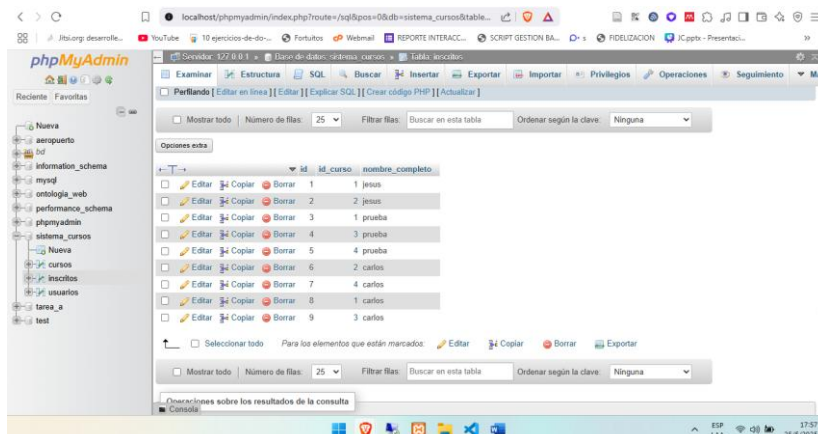 localhost/phpmyadmin/index.php?route=/sql&pos=0&db=sistema_cursos&table...
Jitsi.org: desarrolle...
YouTube
10 ejercicios-de-do-...
Fortuitos
Webmail
REPORTE INTERACC...
SCRIPT GESTION BA...
FIDELIZACION
JC.pptx - Presentaci...
»
phpMyAdmin
Reciente Favoritas
Nueva
aeropuerto
bd
information_schema
mysql
ontologia_web
performance_schema
phpmyadmin
sistema_cursos
Nueva
cursos
inscritos
usuarios
tarea_a
test
Servidor: 127.0.0.1 » Base de datos: sistema_cursos » Tabla: inscritos
Examinar Estructura SQL Buscar Insertar Exportar Importar Privilegios Operaciones Seguimiento
Perfilando [ Editar en línea ] [ Editar ] [ Explicar SQL ] [ Crear código PHP ] [ Actualizar ]
Mostrar todo | Número de filas: 25 Filtrar filas: Buscar en esta tabla Ordenar según la clave: Ninguna
Opciones extra
id id_curso nombre_completo
Editar Copiar Borrar 1 1 jesus
Editar Copiar Borrar 2 2 jesus
Editar Copiar Borrar 3 1 prueba
Editar Copiar Borrar 4 3 prueba
Editar Copiar Borrar 5 4 prueba
Editar Copiar Borrar 6 2 carlos
Editar Copiar Borrar 7 4 carlos
Editar Copiar Borrar 8 1 carlos
Editar Copiar Borrar 9 3 carlos
Seleccionar todo Para los elementos que están marcados: Editar Copiar Borrar Exportar
Mostrar todo | Número de filas: 25 Filtrar filas: Buscar en esta tabla Ordenar según la clave: Ninguna
Operaciones sobre los resultados de la consulta
Consola
ESP
17:57